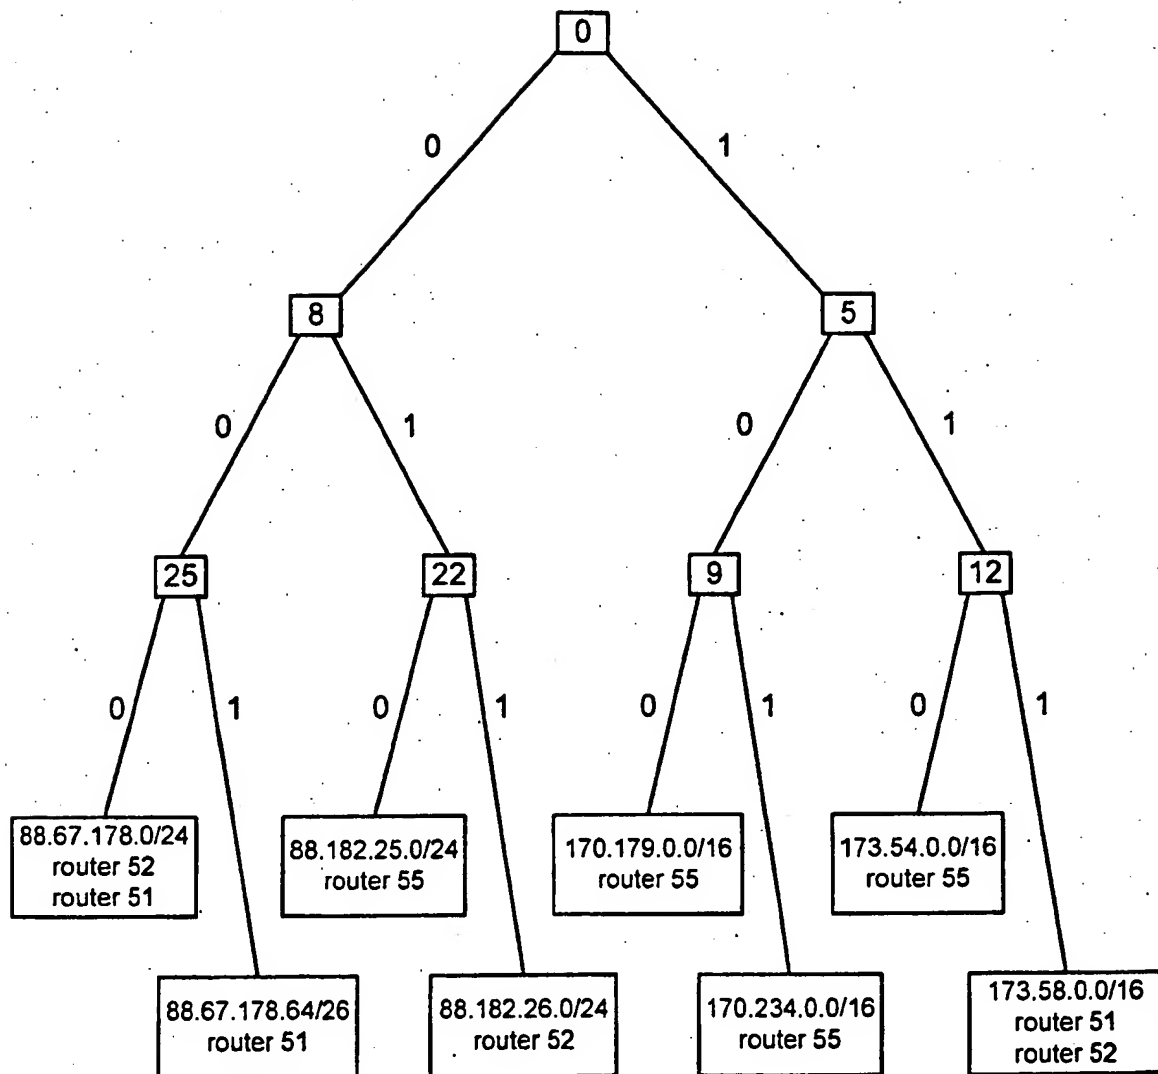 0
0
1
8
5
0
1
0
1
25
22
9
12
0
1
0
1
0
1
0
1
88.67.178.0/24
router 52
router 51
88.182.25.0/24
router 55
170.179.0.0/16
router 55
173.54.0.0/16
router 55
88.67.178.64/26
router 51
88.182.26.0/24
router 52
170.234.0.0/16
router 55
173.58.0.0/16
router 51
router 52